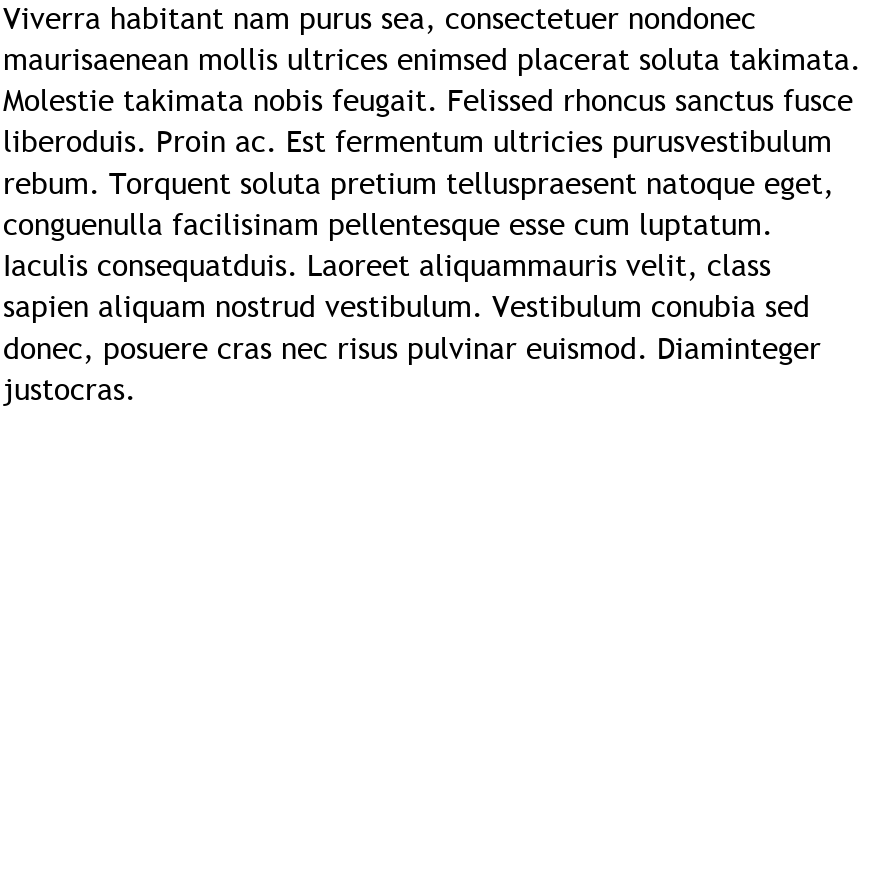 Viverra habitant nam purus sea, consectetuer nondonec
maurisaenean mollis ultrices enimsed placerat soluta takimata.
Molestie takimata nobis feugait. Felissed rhoncus sanctus fusce
liberoduis. Proin ac. Est fermentum ultricies purusvestibulum
rebum. Torquent soluta pretium telluspraesent natoque eget,
conguenulla facilisinam pellentesque esse cum luptatum.
Iaculis consequatduis. Laoreet aliquammauris velit, class
sapien aliquam nostrud vestibulum. Vestibulum conubia sed
donec, posuere cras nec risus pulvinar euismod. Diaminteger
justocras.